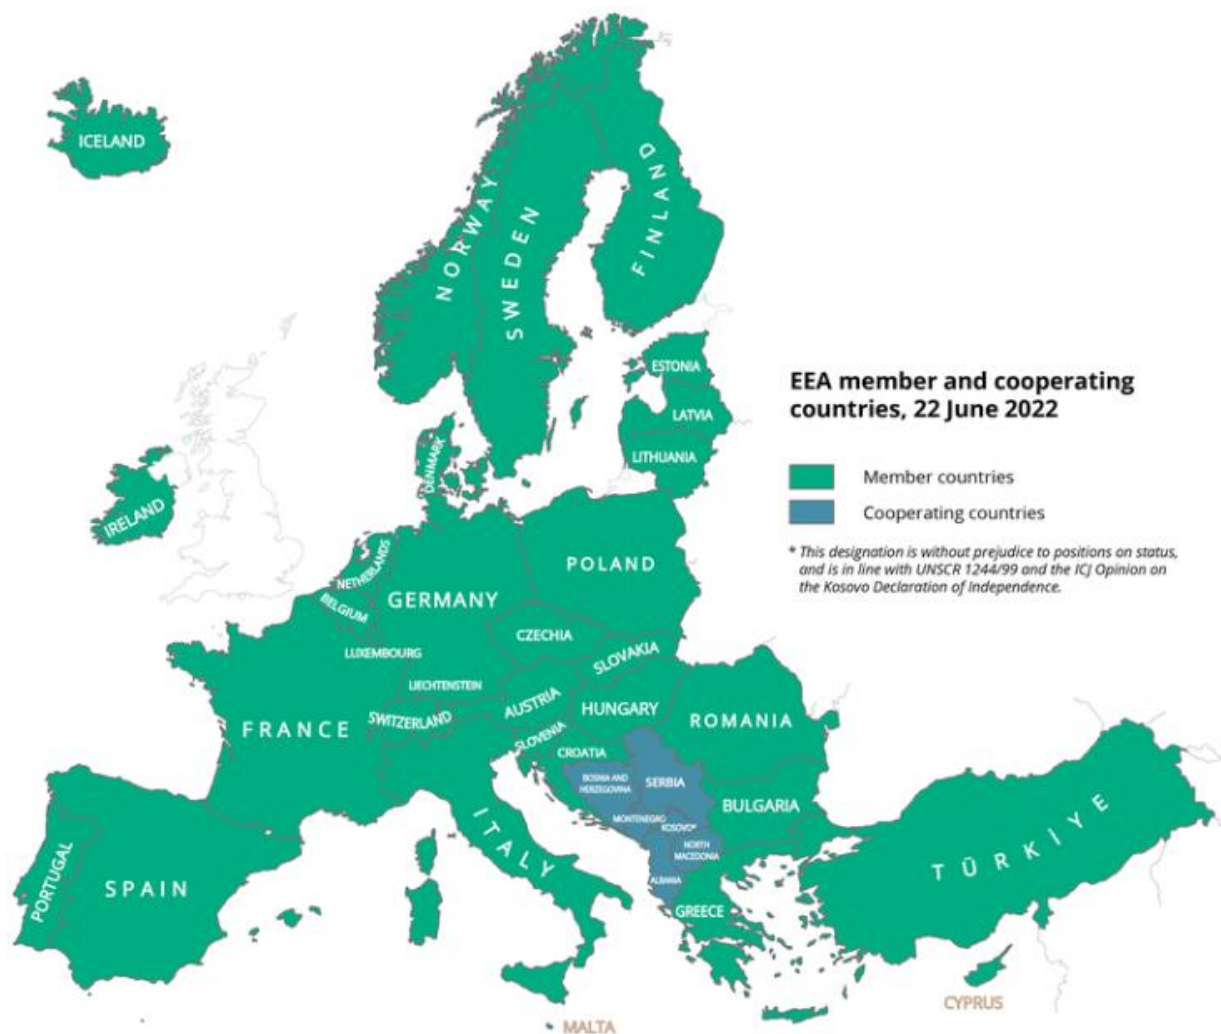 ICELAND
NORWAY
SWEDEN
FINLAND
ESTONIA
LATVIA
LITHUANIA
DENMARK
IRELAND
EEA member and cooperating
countries, 22 June 2022
Member countries
Cooperating countries
* This designation is without prejudice to positions on status,
and is in line with UNSCR 1244/99 and the ICJ Opinion on
the Kosovo Declaration of Independence.
NETHERLANDS
BELGIUM
GERMANY
POLAND
CZECHIA
LUXEMBOURG
SLOVAKIA
LIECHTENSTEIN
AUSTRIA
HUNGARY
SWITZERLAND
FRANCE
SLOVENIA
ROMANIA
CROATIA
BOSNIA AND
HERZEGOVINA
SERBIA
BULGARIA
MONTENEGRO
KOSOVO*
NORTH
MACEDONIA
ITALY
TÜRKİYE
ALBANIA
PORTUGAL
SPAIN
GREECE
CYPRUS
MALTA